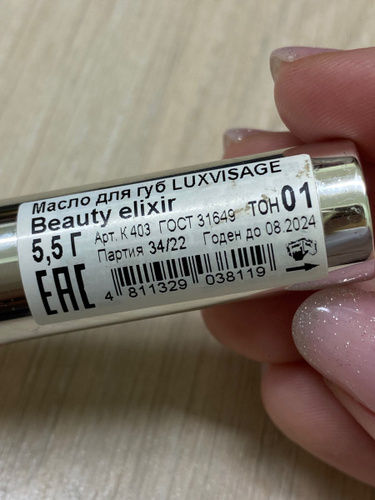 Масло для губ LUXVISAGE
Beauty elixir
тон 01
5,5 Г
Арт. К 403 ГОСТ 31649
Партия 34/22 Годен до 08.2024
EAC
4 811329 038119